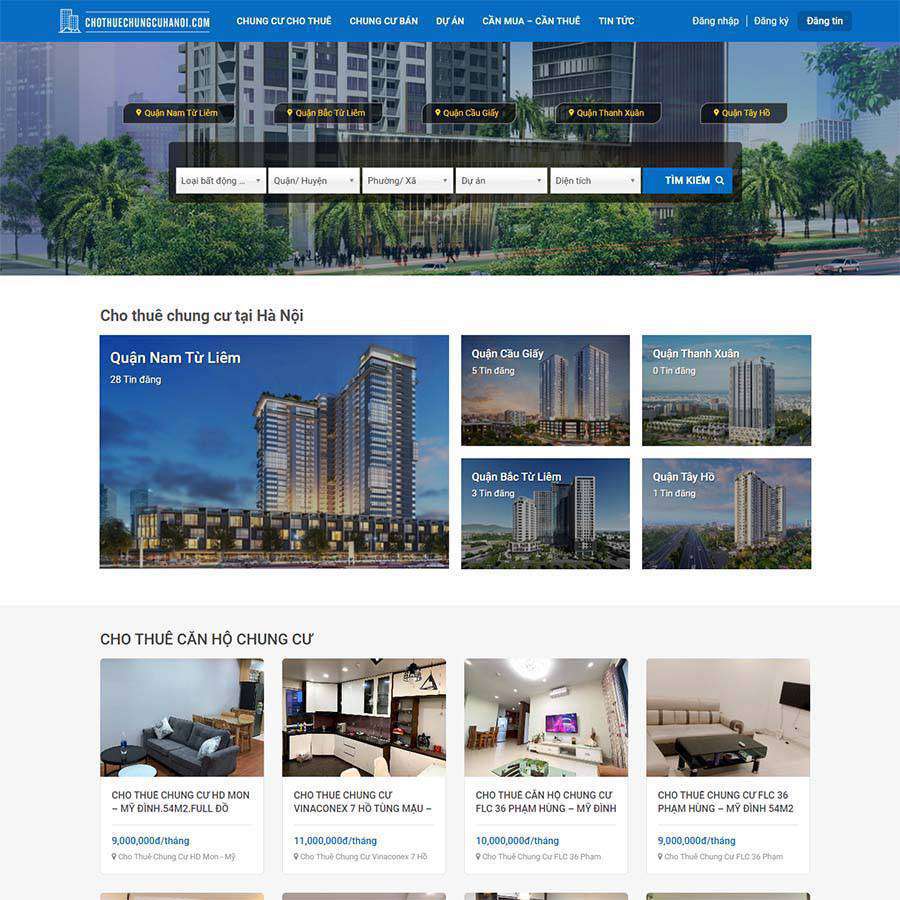 CHOTHUECHUNGCUHANOI.COM
CHUNG CƯ CHO THUÊ
CHUNG CƯ BÁN
DỰ ÁN
CẦN MUA – CẦN THUÊ
TIN TỨC
Đăng nhập
Đăng ký
Đăng tin
Quận Nam Từ Liêm
Quận Bắc Từ Liêm
Quận Cầu Giấy
Quận Thanh Xuân
Quận Tây Hồ
Loại bất động ...
Quận/ Huyện
Phường/ Xã
Dự án
Diện tích
TÌM KIẾM
Cho thuê chung cư tại Hà Nội
Quận Nam Từ Liêm
28 Tin đăng
Quận Cầu Giấy
5 Tin đăng
Quận Thanh Xuân
0 Tin đăng
Quận Bắc Từ Liêm
3 Tin đăng
Quận Tây Hồ
1 Tin đăng
CHO THUÊ CĂN HỘ CHUNG CƯ
CHO THUÊ CHUNG CƯ HD MON
– MỸ ĐÌNH.54M2.FULL ĐỒ
9,000,000đ/tháng
Cho Thuê Chung Cư HD Mon - Mỹ
CHO THUÊ CHUNG CƯ
VINACONEX 7 HỒ TÙNG MẬU –
11,000,000đ/tháng
Cho Thuê Chung Cư Vinaconex 7 Hồ
CHO THUÊ CĂN HỘ CHUNG CƯ
FLC 36 PHẠM HÙNG – MỸ ĐÌNH
10,000,000đ/tháng
Cho Thuê Chung Cư FLC 36 Phạm
CHO THUÊ CHUNG CƯ FLC 36
PHẠM HÙNG – MỸ ĐÌNH 54M2
9,000,000đ/tháng
Cho Thuê Chung Cư FLC 36 Phạm